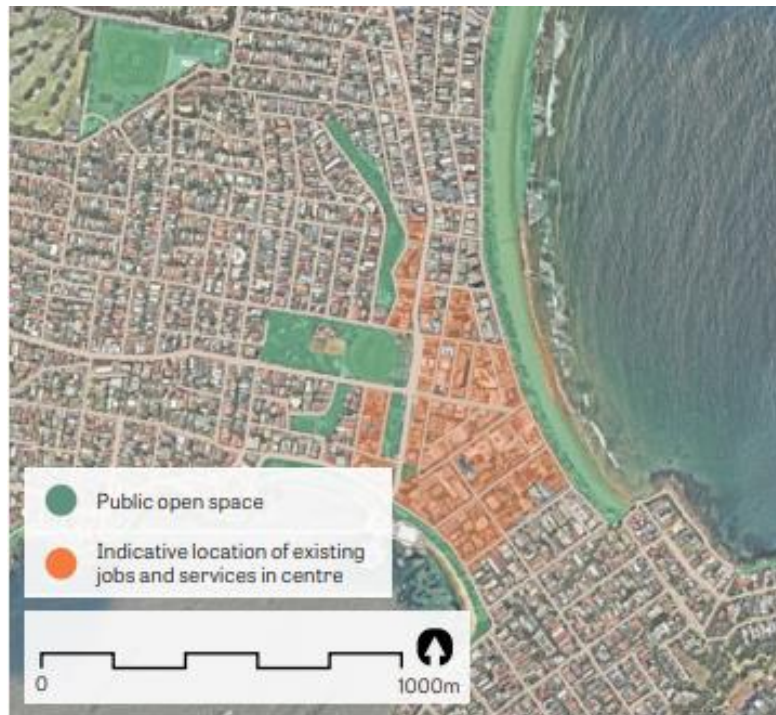 Public open space
Indicative location of existing
jobs and services in centre
0
1000m